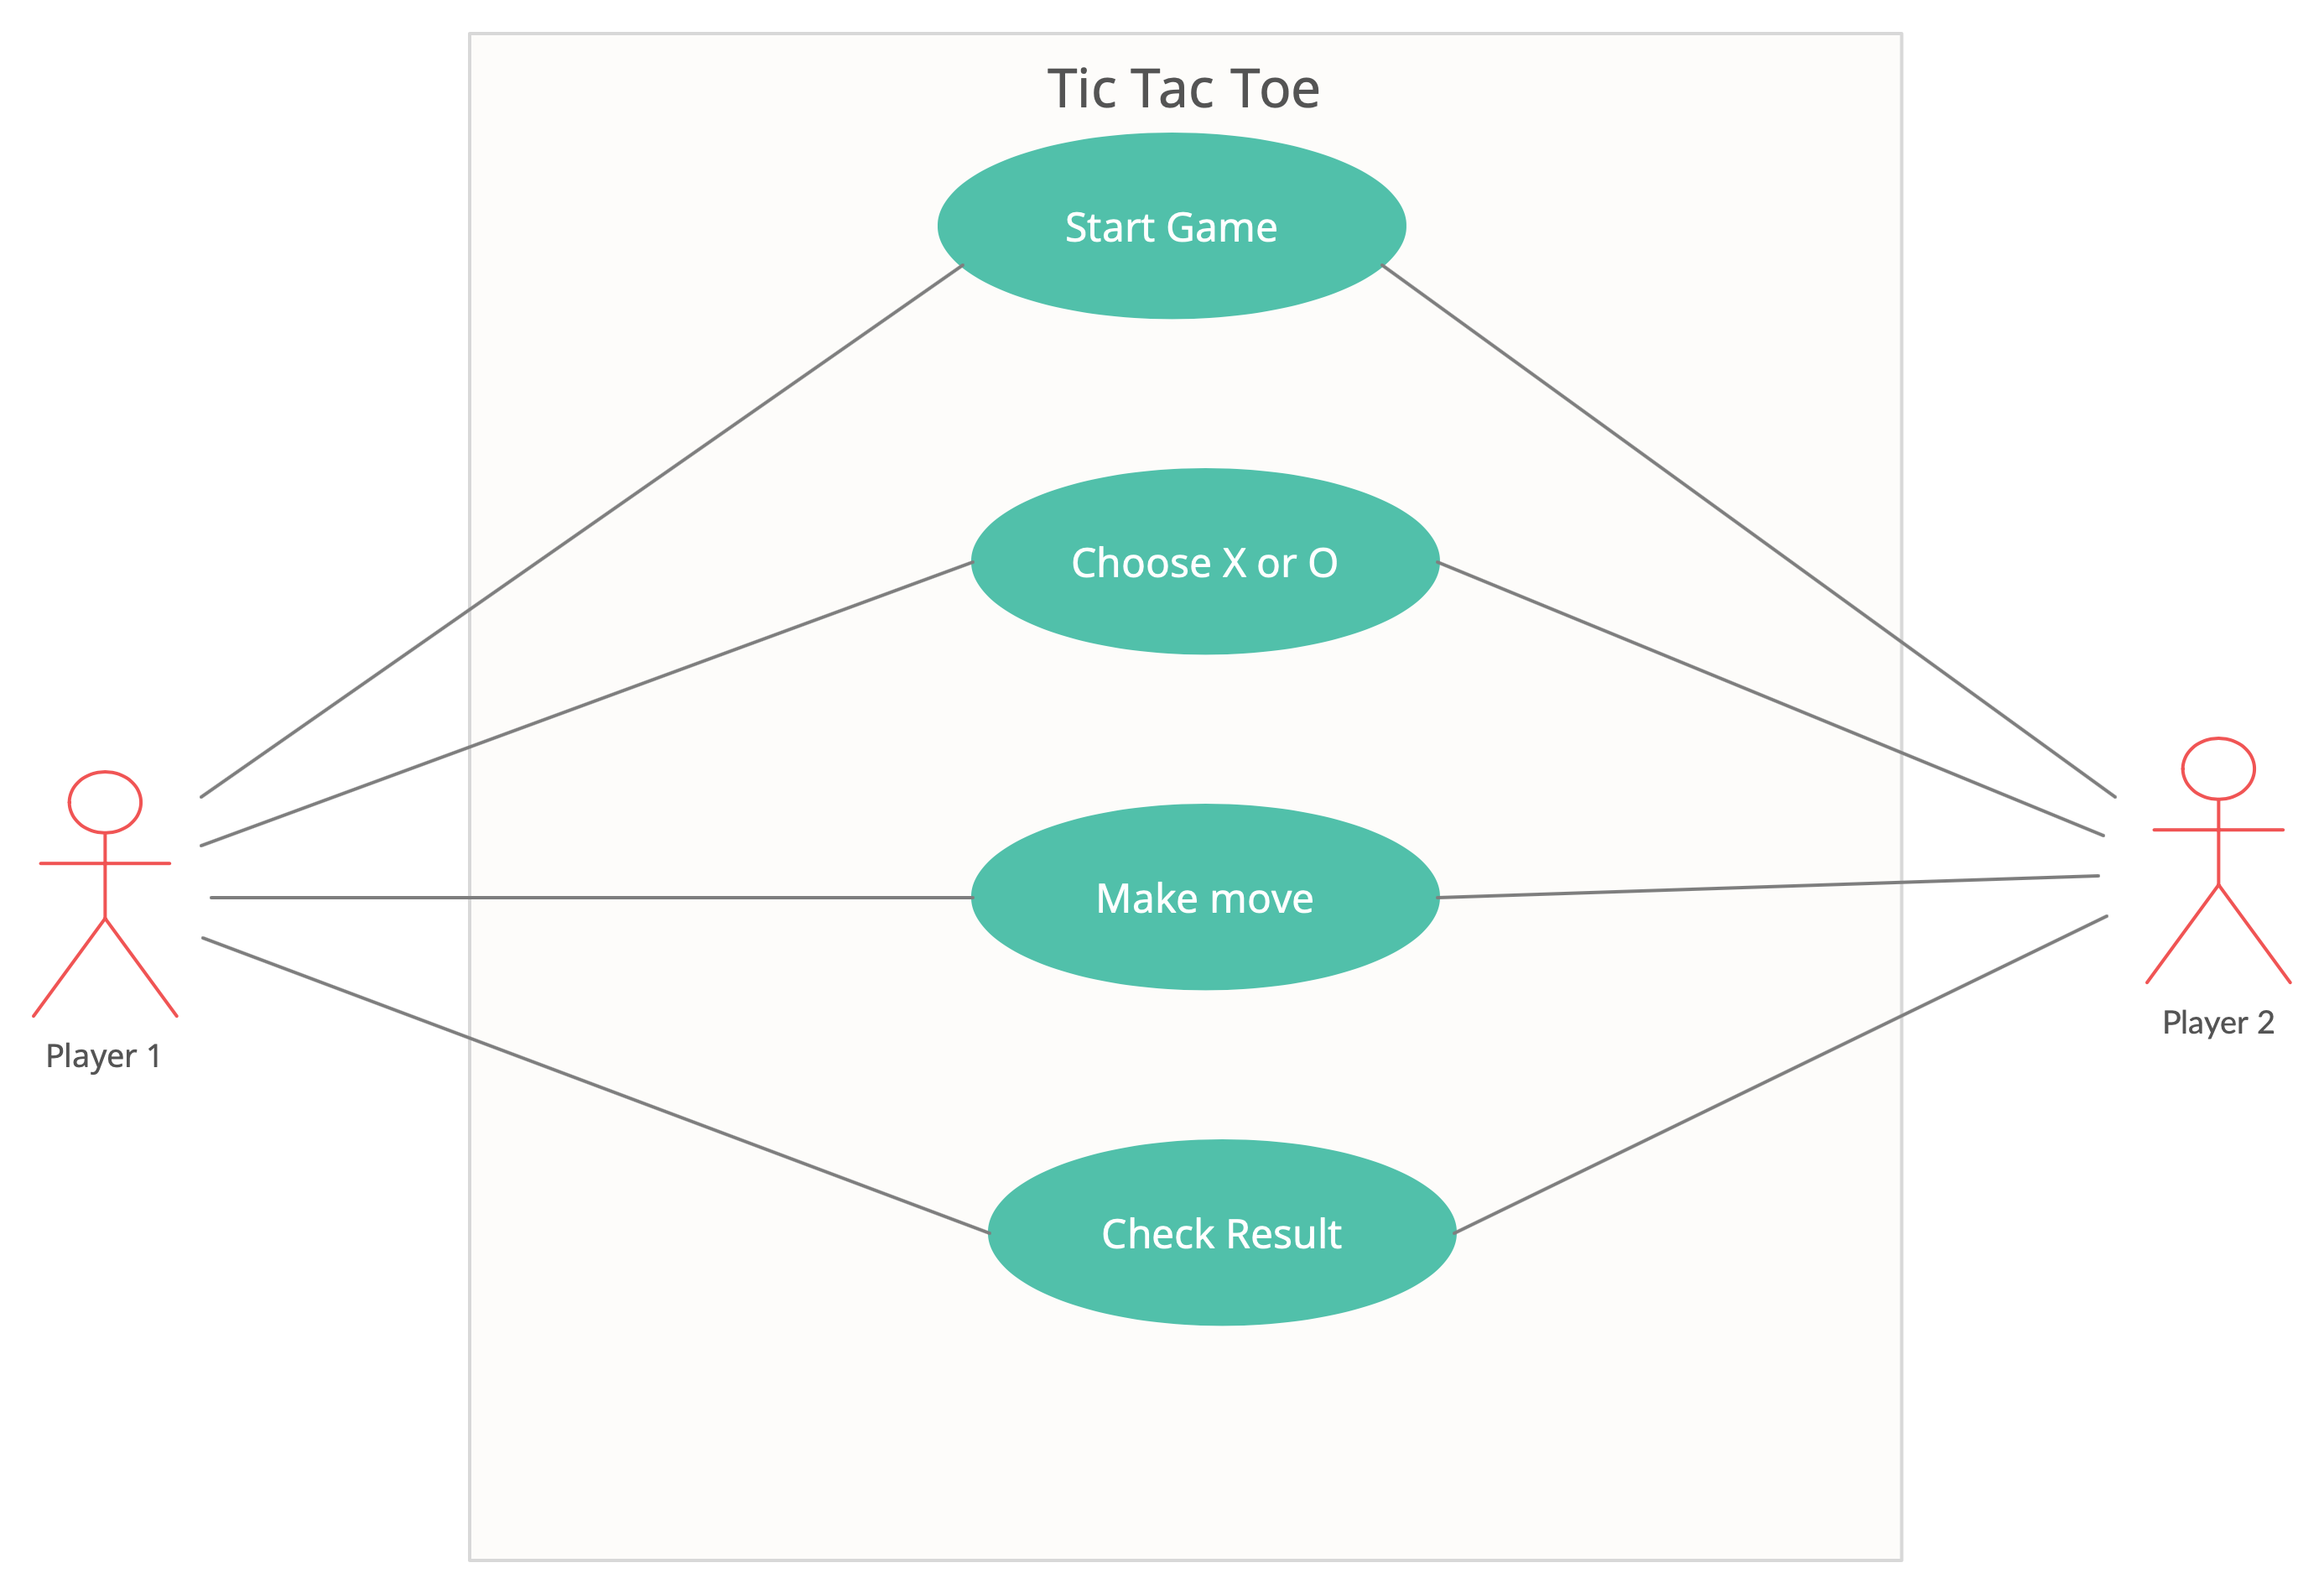 Tic Tac Toe
Start Game
Choose X or O
Make move
Check Result
Player 1
Player 2